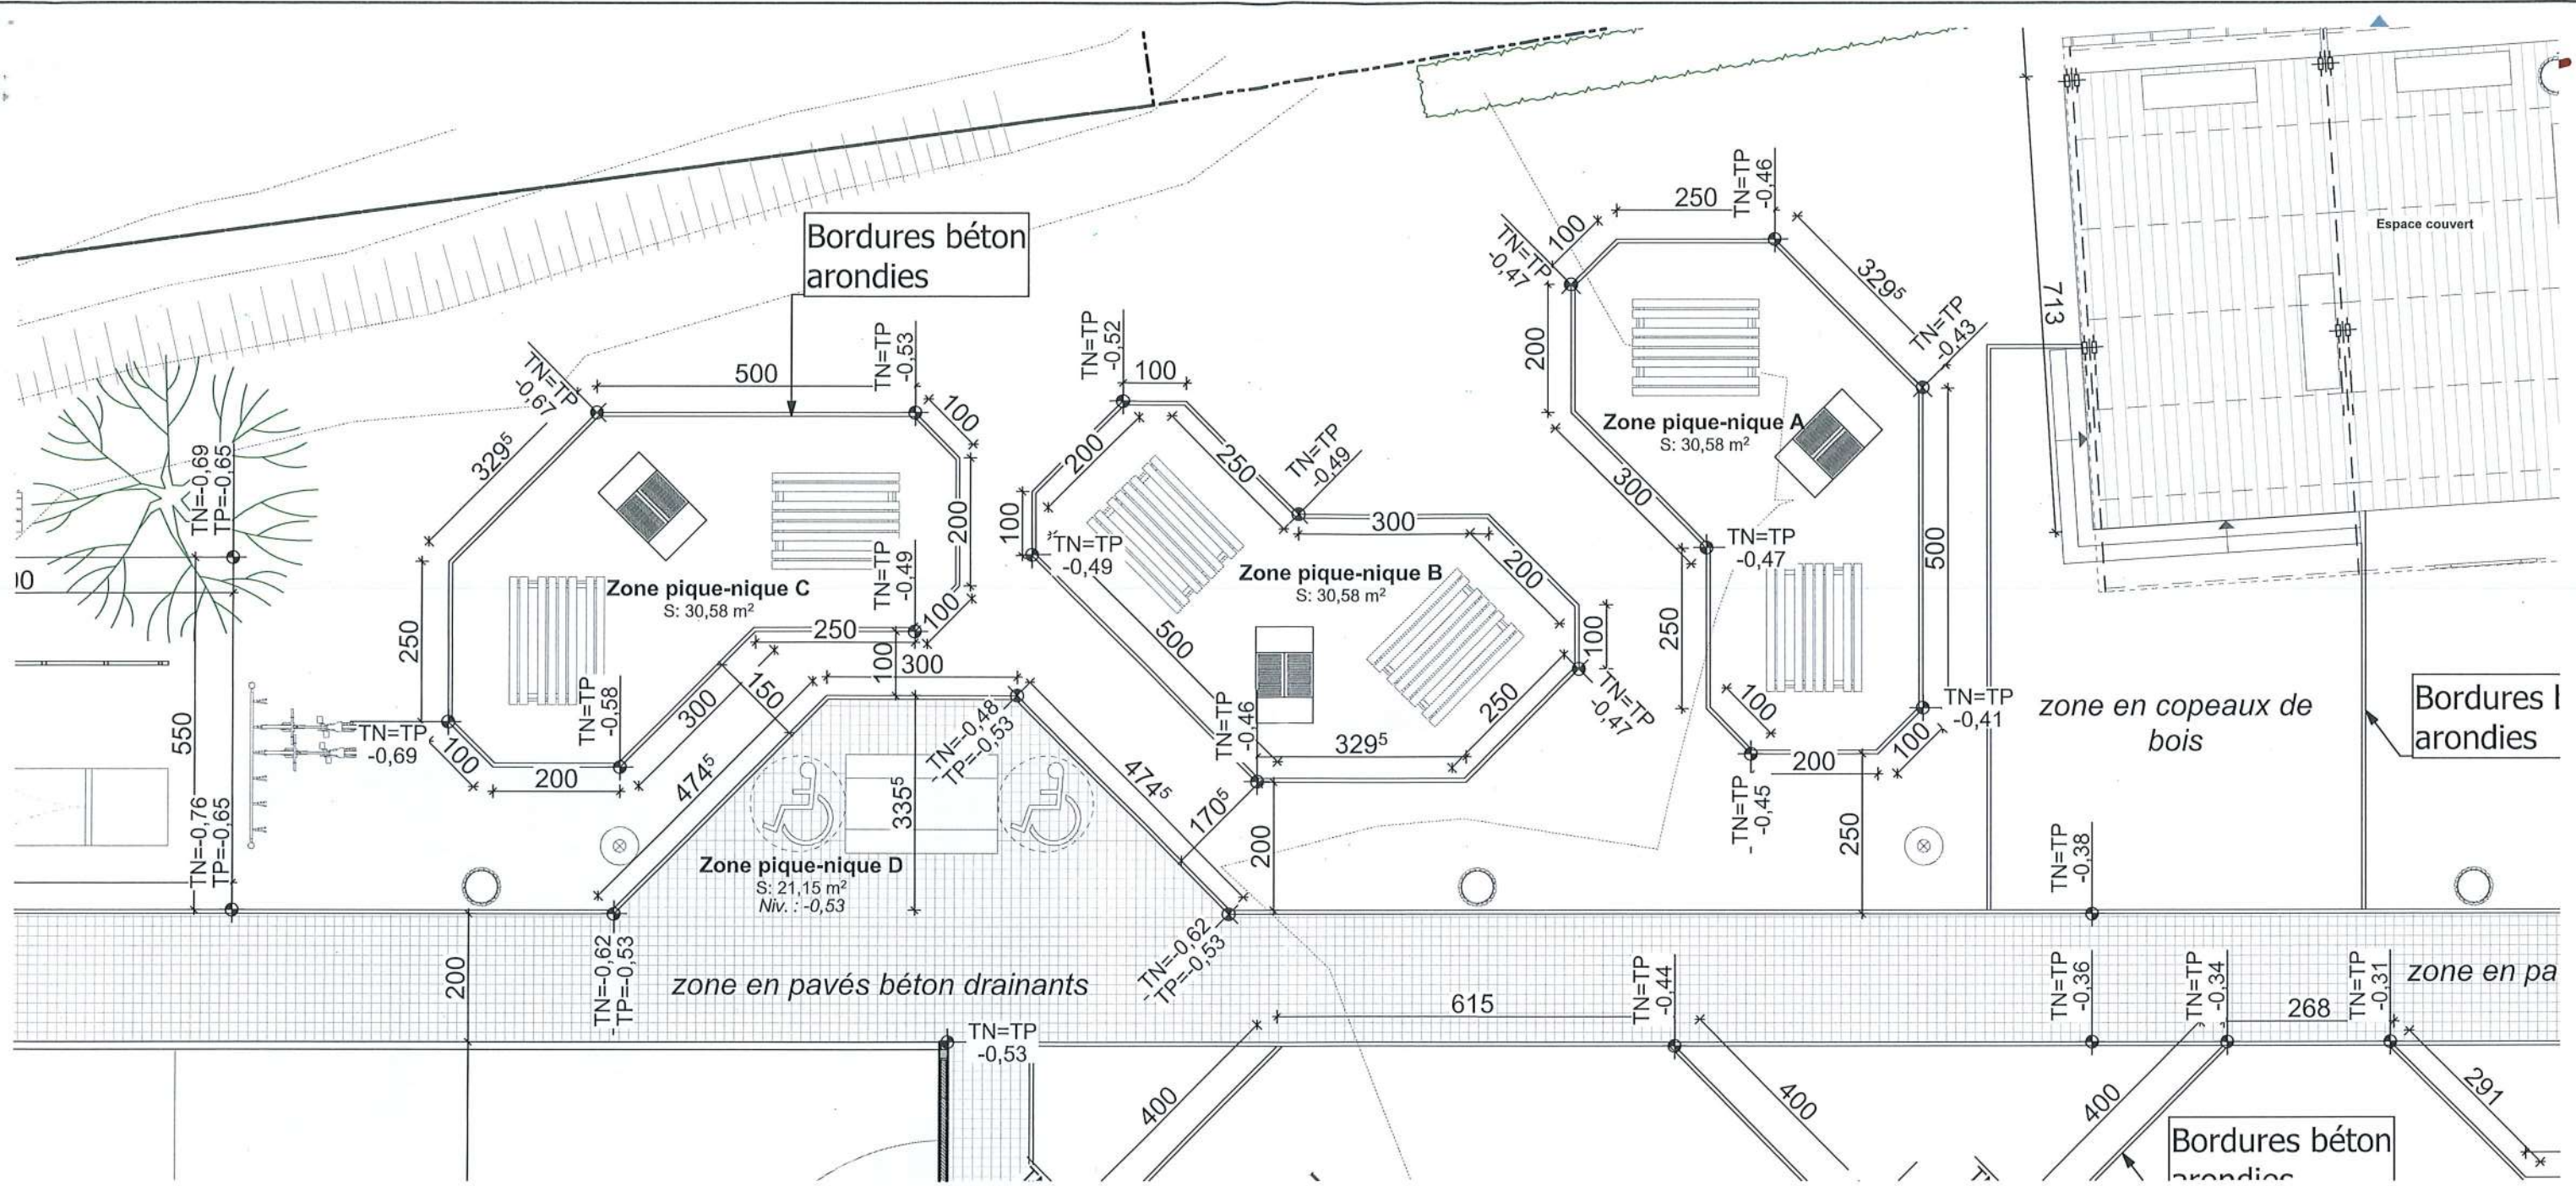 Bordures béton
arondies
Espace couvert
713
TN=TP
-0,46
250
100
TN=TP
-0,47
329⁵
TN=TP
-0,43
200
Zone pique-nique A
S: 30,58 m²
300
TN=TP
-0,47
500
250
100
TN=TP
-0,41
100
200
TN=TP
-0,45
250
TN=TP
-0,52
100
200
250
TN=TP
-0,49
300
100
TN=TP
-0,49
Zone pique-nique B
S: 30,58 m²
200
500
100
TN=TP
-0,47
250
TN=TP
-0,46
329⁵
170⁵
200
TN=TP
-0,67
500
TN=TP
-0,53
100
329⁵
200
Zone pique-nique C
S: 30,58 m²
TN=TP
-0,49
100
250
250
TN=TP
-0,58
300
TN=TP
-0,69
100
200
150
100
300
474⁵
335⁵
TN=-0,48
TP=-0,53
474⁵
Zone pique-nique D
S: 21,15 m²
Niv. : -0,53
TN=-0,69
TP=-0,65
550
TN=-0,76
TP=-0,65
200
TN=-0,62
TP=-0,53
zone en pavés béton drainants
TN=-0,62
TP=-0,53
TN=TP
-0,53
615
TN=TP
-0,44
400
400
zone en copeaux de
bois
Bordures
arondies
TN=TP
-0,38
TN=TP
-0,36
TN=TP
-0,34
268
TN=TP
-0,31
zone en pa
400
291
Bordures béton
arondies